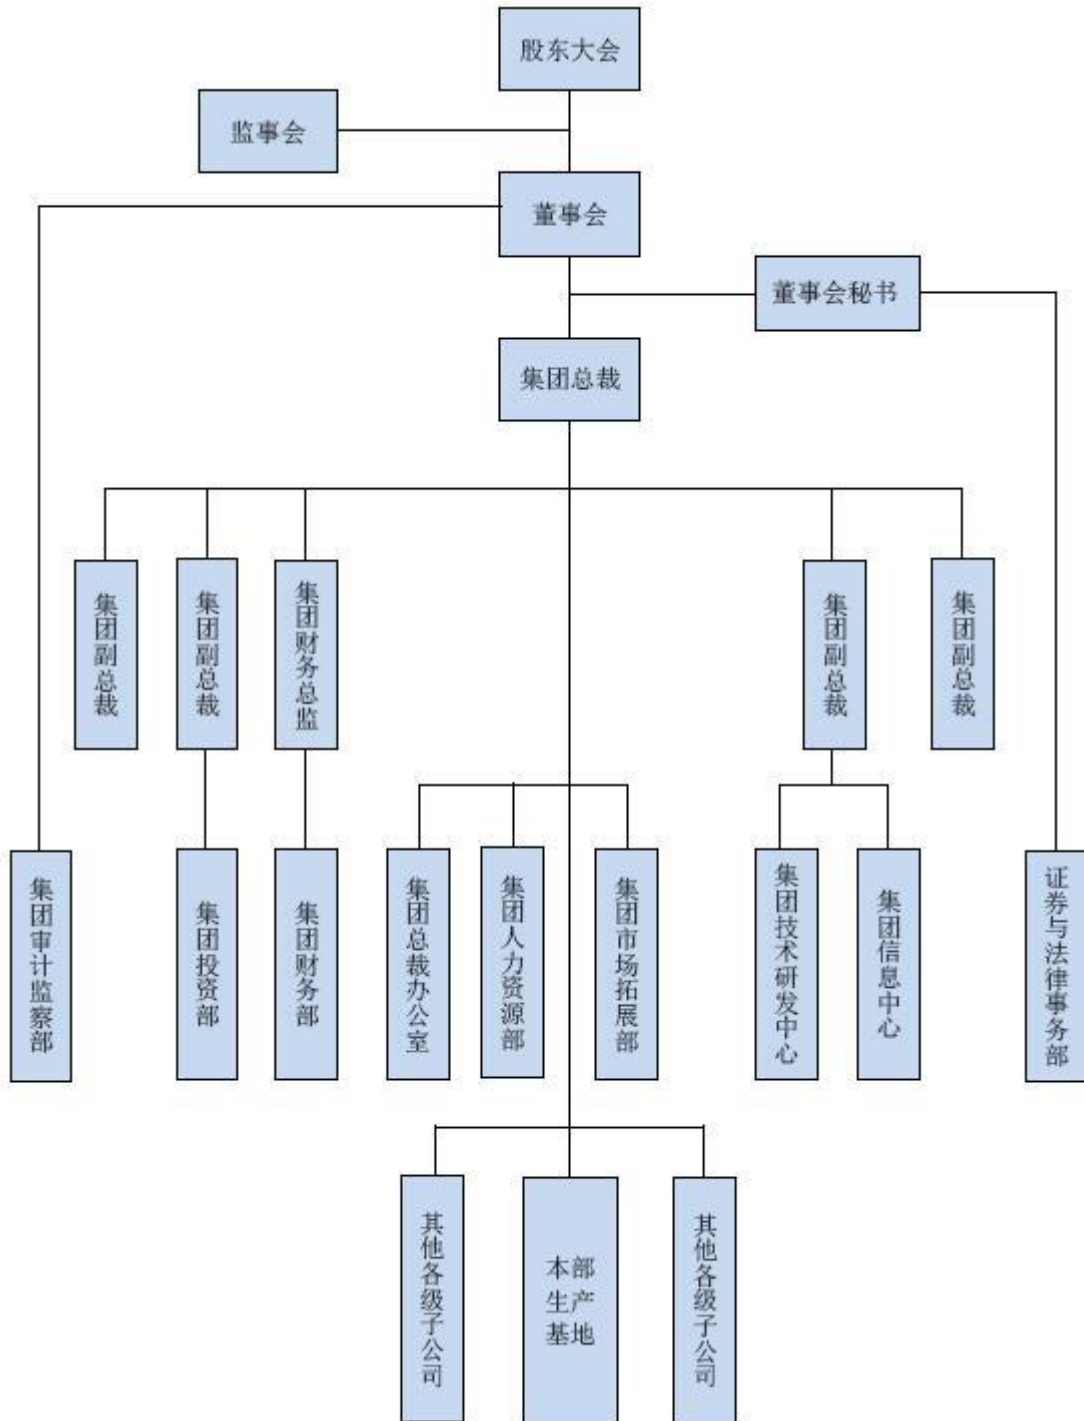 股东大会
监事会
董事会
董事会秘书
集团总裁
集团副总裁
集团副总裁
集团财务总监
集团副总裁
集团副总裁
集团审计监察部
集团投资部
集团财务部
集团总裁办公室
集团人力资源部
集团市场拓展部
集团技术研发中心
集团信息中心
证券与法律事务部
其他各级子公司
本部
生产
基地
其他各级子公司